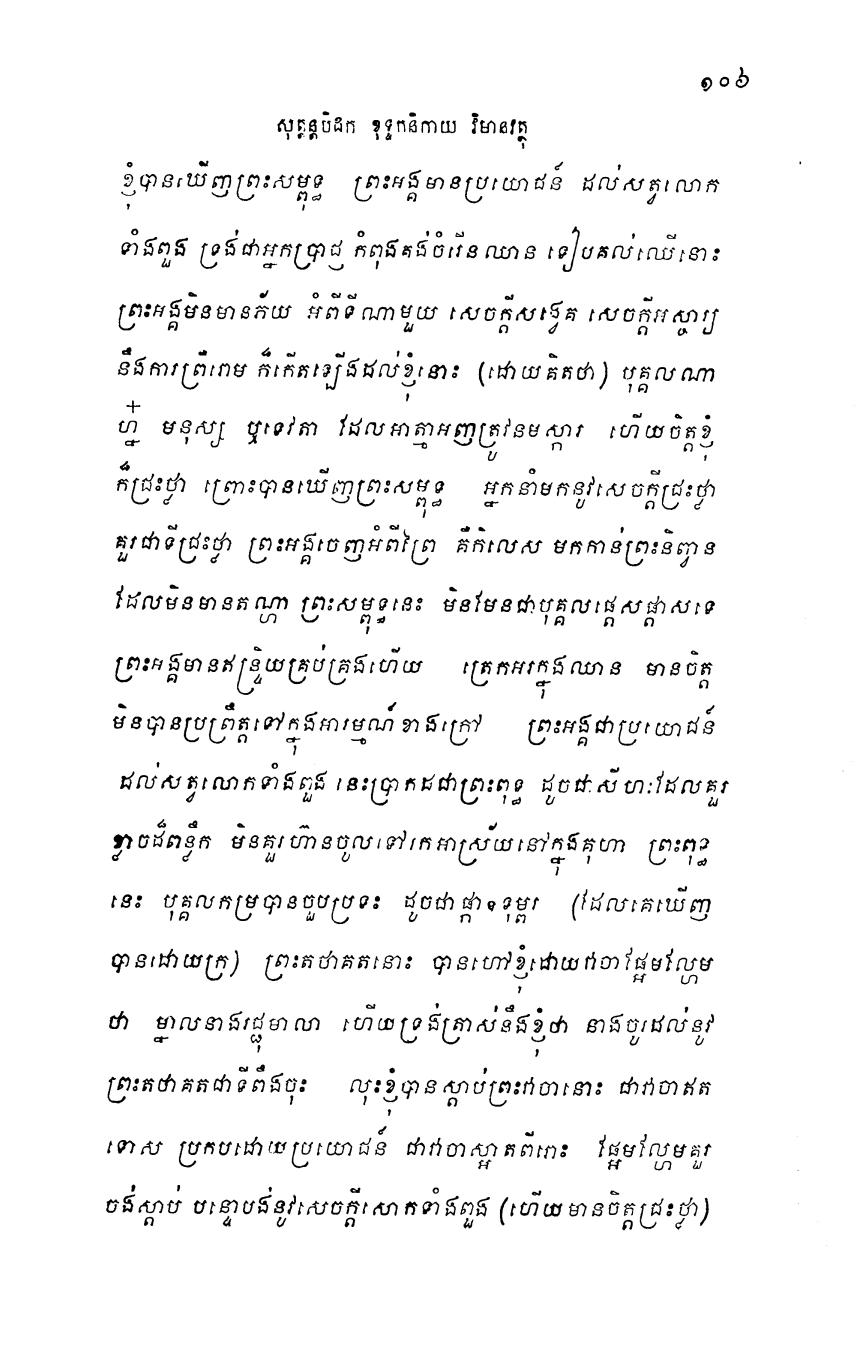 ១០៦
សុត្តន្តបិដក ខុទ្ទកនិកាយ វិមានវត្ថុ
ខ្ញុំបានឃើញព្រះសម្ពុទ្ធ ព្រះអង្គមានប្រយោជន៍ ដល់សត្វលោក
ទាំងពួង ទ្រង់ជាអ្នកប្រាជ្ញ កំពុងគង់ចំរើនឈាន ទៀបគល់ឈើនោះ
ព្រះអង្គមិនមានភ័យ អំពីទីណាមួយ សេចក្តីសង្វេគ សេចក្តីអស្ចារ្យ
នឹងការព្រឺរោម ក៏កើតឡើងដល់ខ្ញុំនោះ (ដោយគិតថា) បុគ្គលណា
ហ្ន៎ មនុស្ស ឬទេវតា ដែលអាត្មាអញត្រូវនមស្ការ ហើយចិត្តខ្ញុំ
ក៏ជ្រះថ្លា ព្រោះបានឃើញព្រះសម្ពុទ្ធ អ្នកនាំមកនូវសេចក្តីជ្រះថ្លា
គួរជាទីជ្រះថ្លា ព្រះអង្គចេញអំពីព្រៃ គឺកិលេស មកកាន់ព្រះនិព្វាន
ដែលមិនមានតណ្ហា ព្រះសម្ពុទ្ធនេះ មិនមែនជាបុគ្គលផ្តេសផ្តាសទេ
ព្រះអង្គមានឥន្ទ្រិយគ្រប់គ្រងហើយ ត្រេកអរក្នុងឈាន មានចិត្ត
មិនបានប្រព្រឹត្តទៅក្នុងអារម្មណ៍ខាងក្រៅ ព្រះអង្គជាប្រយោជន៍
ដល់សត្វលោកទាំងពួង នេះប្រាកដជាព្រះពុទ្ធ ដូចជាសីហៈដែលគួរ
ខ្លាចដ៏ពន្លឹក មិនគួរហ៊ានចូលទៅរកអាស្រ័យនៅក្នុងគុហា ព្រះពុទ្ធ
នេះ បុគ្គលកម្របានចួបប្រទះ ដូចជាផ្កាឧទុម្ពរ (ដែលគេឃើញ
បានដោយក្រ) ព្រះតថាគតនោះ បានហៅខ្ញុំដោយវាចាផ្អែមល្ហែម
ថា ម្នាលនាងរជ្ជុមាលា ហើយទ្រង់ត្រាស់នឹងខ្ញុំថា នាងចូរដល់នូវ
ព្រះតថាគតជាទីពឹងចុះ លុះខ្ញុំបានស្តាប់ព្រះវាចានោះ ជាវាចាឥត
ទោស ប្រកបដោយប្រយោជន៍ ជាវាចាស្អាតពីរោះ ផ្អែមល្ហែមគួរ
ចង់ស្តាប់ បន្ទោបង់នូវសេចក្តីសោកទាំងពួង (ហើយមានចិត្តជ្រះថ្លា)